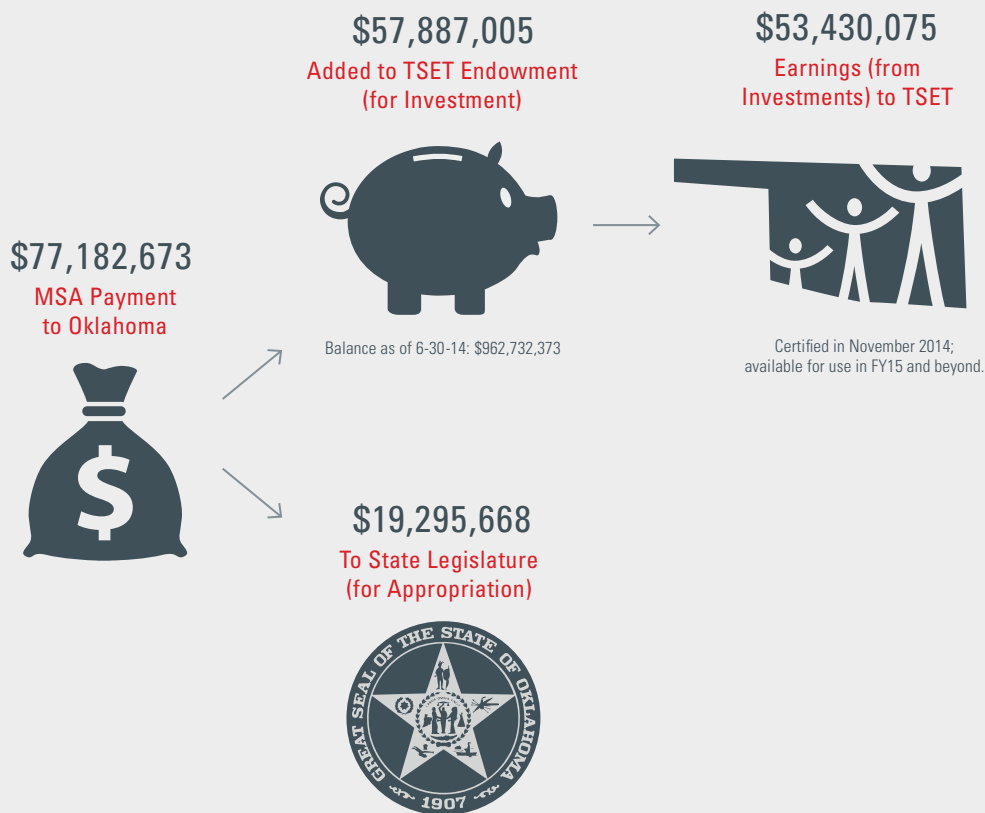 $57,887,005
Added to TSET Endowment
(for Investment)
$53,430,075
Earnings (from
Investments) to TSET
$77,182,673
MSA Payment
to Oklahoma
$
Balance as of 6-30-14: $962,732,373
Certified in November 2014;
available for use in FY15 and beyond.
$19,295,668
To State Legislature
(for Appropriation)
GREAT SEAL OF THE STATE OF OKLAHOMA
1907